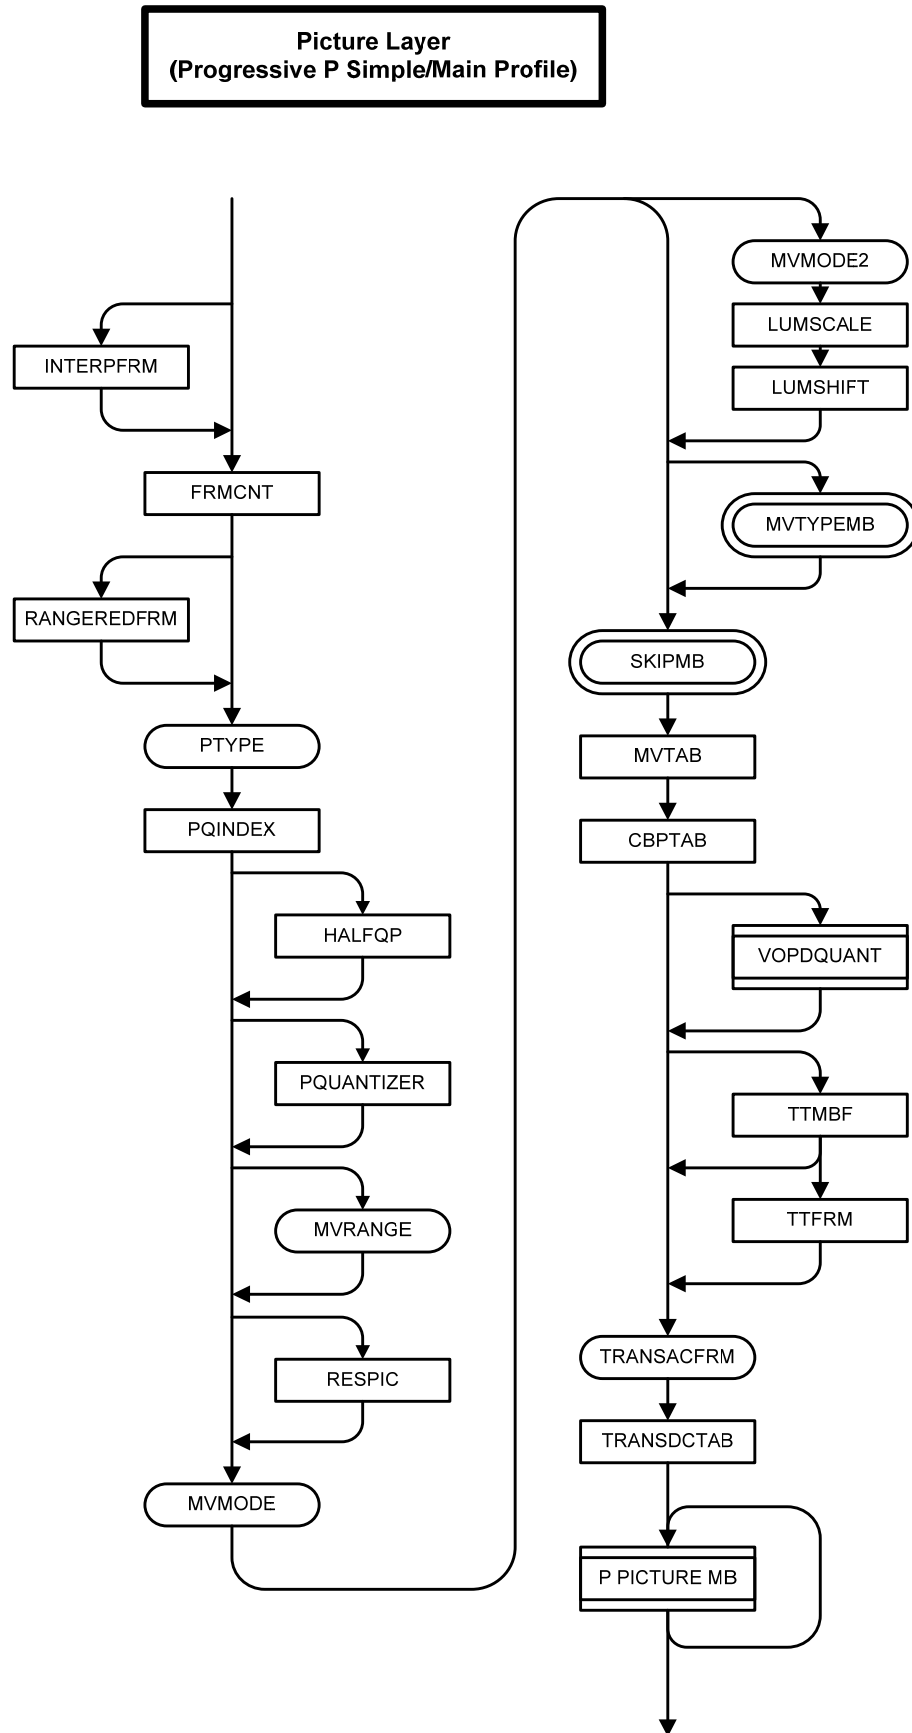 Picture Layer
(Progressive P Simple/Main Profile)
INTERPFRM
FRMCNT
RANGEREDFRM
PTYPE
PQINDEX
HALFQP
PQUANTIZER
MVRANGE
RESPIC
MVMODE
MVMODE2
LUMSCALE
LUMSHIFT
MVTYPEMB
SKIPMB
MVTAB
CBPTAB
VOPDQUANT
TTMBF
TTFRM
TRANSACFRM
TRANSDCTAB
P PICTURE MB